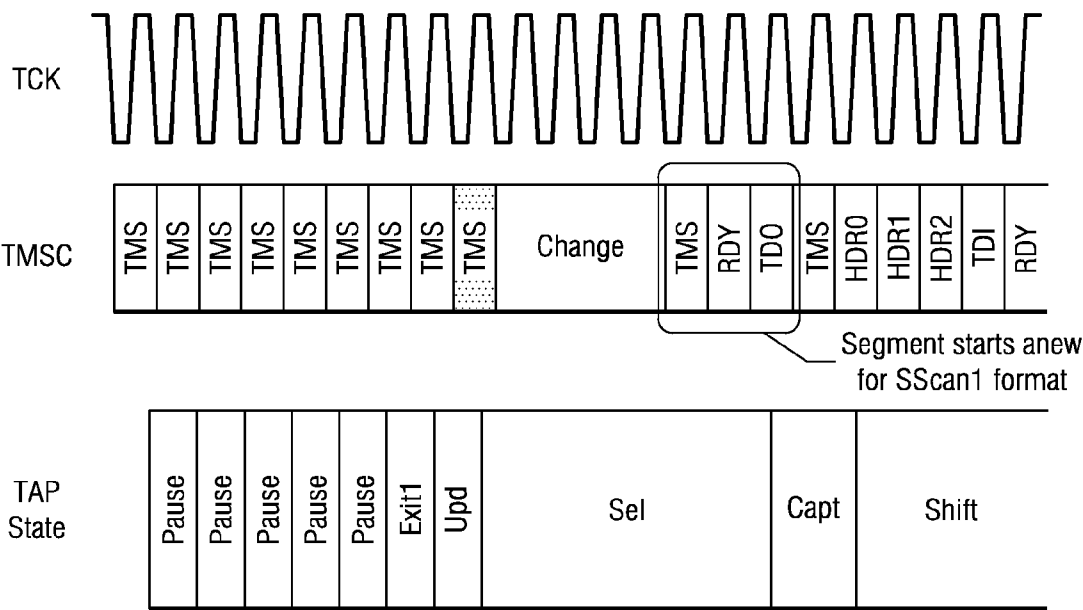 TCK
TMSC
TMS
TMS
TMS
TMS
TMS
TMS
TMS
TMS
TMS
Change
TMS
RDY
TDO
TMS
HDR0
HDR1
HDR2
TDI
RDY
Segment starts anew
for SScan1 format
TAP
State
Pause
Pause
Pause
Pause
Pause
Exit1
Upd
Sel
Capt
Shift